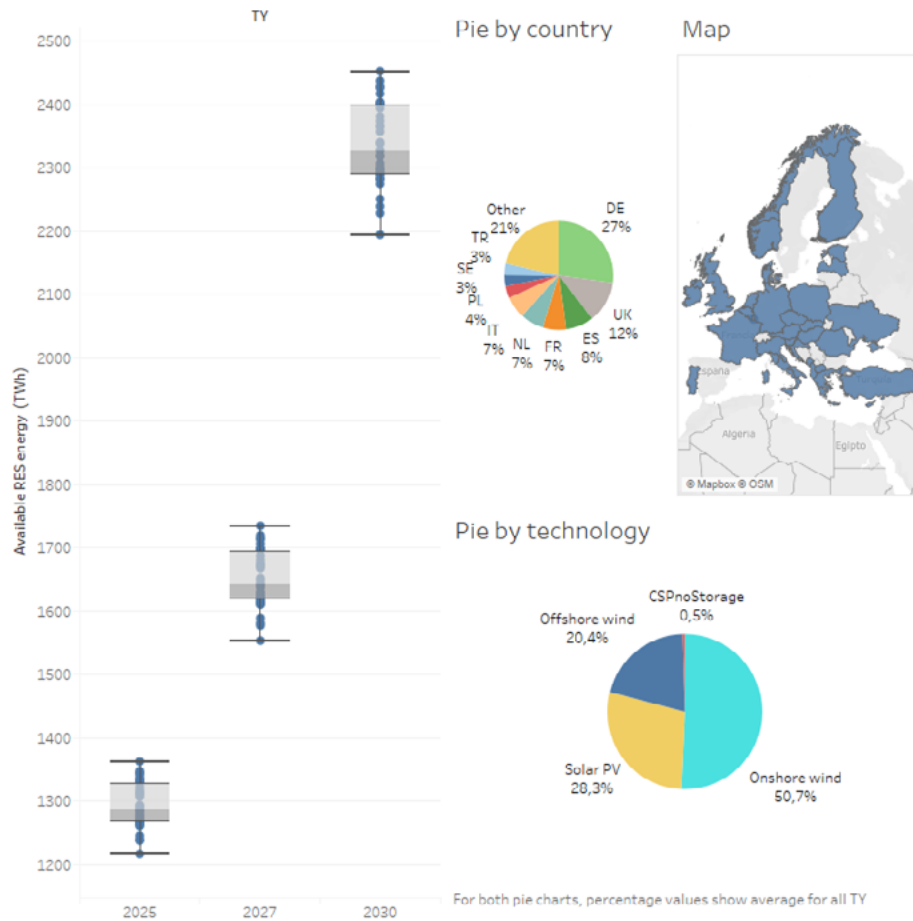 TY
Available RES energy (TWh)
2500
2400
2300
2200
2100
2000
1900
1800
1700
1600
1500
1400
1300
1200
2025
2027
2030
Pie by country
Other
21%
DE
27%
TR
3%
SE
3%
PL
4%
IT
7%
NL
7%
FR
7%
ES
8%
UK
12%
Map
España
Algeria
Egipto
© Mapbox © OSM
Pie by technology
CSPnoStorage
0,5%
Offshore wind
20,4%
Solar PV
28,3%
Onshore wind
50,7%
For both pie charts, percentage values show average for all TY